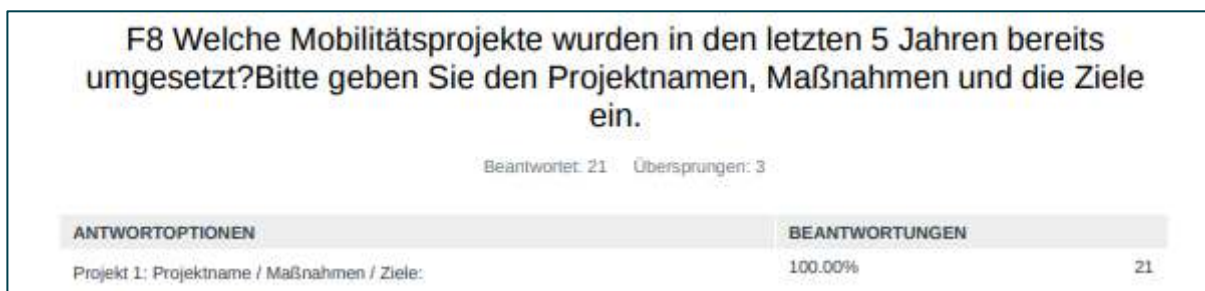 F8 Welche Mobilitätsprojekte wurden in den letzten 5 Jahren bereits
umgesetzt?Bitte geben Sie den Projektnamen, Maßnahmen und die Ziele
ein.
Beantwortet: 21 Übersprungen: 3
ANTWORTOPTIONEN BEANTWORTUNGEN
Projekt 1: Projektname / Maßnahmen / Ziele: 100.00% 21